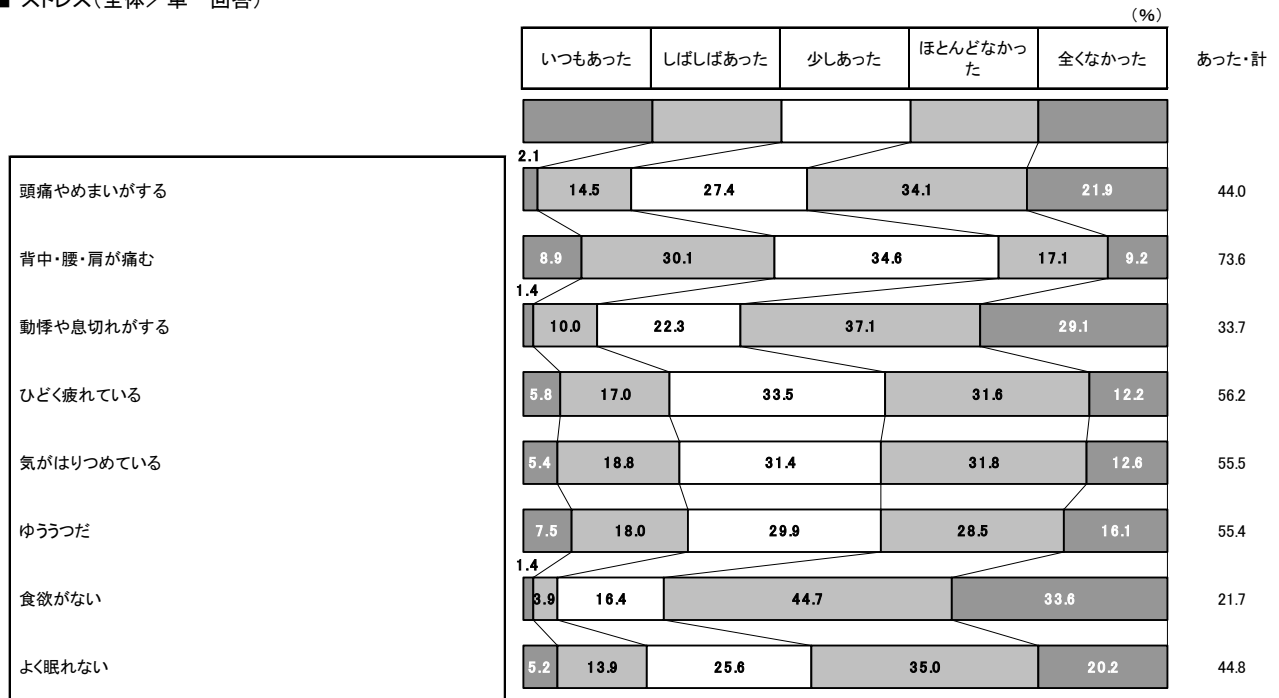 ■ ストレス(全体／単一回答)
(%)
いつもあった しばしばあった 少しあった ほとんどなかっ 全くなかった あった・計
た
2.1
頭痛やめまいがする 14.5 27.4 34.1 21.9 44.0
背中・腰・肩が痛む 8.9 30.1 34.6 17.1 9.2 73.6
1.4
動悸や息切れがする 10.0 22.3 37.1 29.1 33.7
ひどく疲れている 5.8 17.0 33.5 31.6 12.2 56.2
気がはりつめている 5.4 18.8 31.4 31.8 12.6 55.5
ゆううつだ 7.5 18.0 29.9 28.5 16.1 55.4
1.4
食欲がない 3.9 16.4 44.7 33.6 21.7
よく眠れない 5.2 13.9 25.6 35.0 20.2 44.8